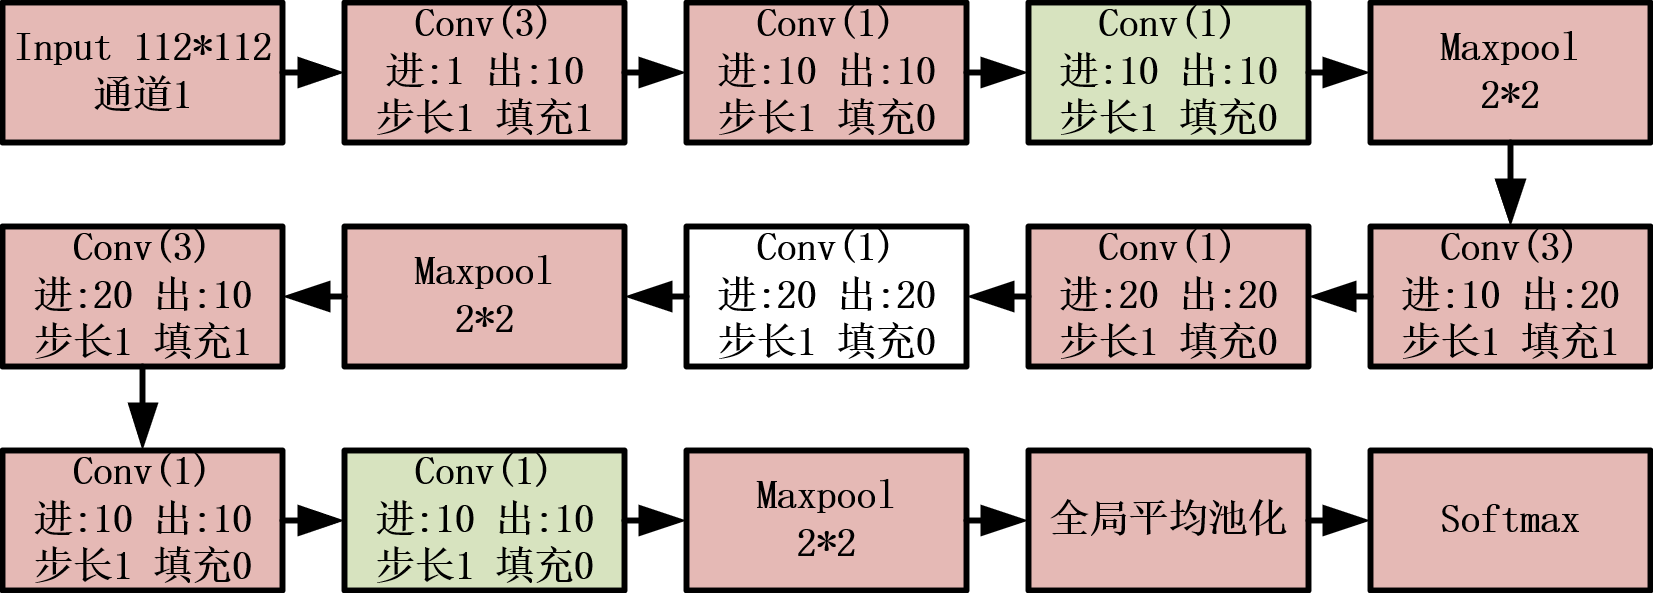 Input 112*112
通道1
Conv(3)
进:1 出:10
步长1 填充1
Conv(1)
进:10 出:10
步长1 填充0
Conv(1)
进:10 出:10
步长1 填充0
Maxpool
2*2
Conv(3)
进:10 出:20
步长1 填充1
Conv(1)
进:20 出:20
步长1 填充0
Conv(1)
进:20 出:20
步长1 填充0
Maxpool
2*2
Conv(3)
进:20 出:10
步长1 填充1
Conv(1)
进:10 出:10
步长1 填充0
Conv(1)
进:10 出:10
步长1 填充0
Maxpool
2*2
全局平均池化
Softmax